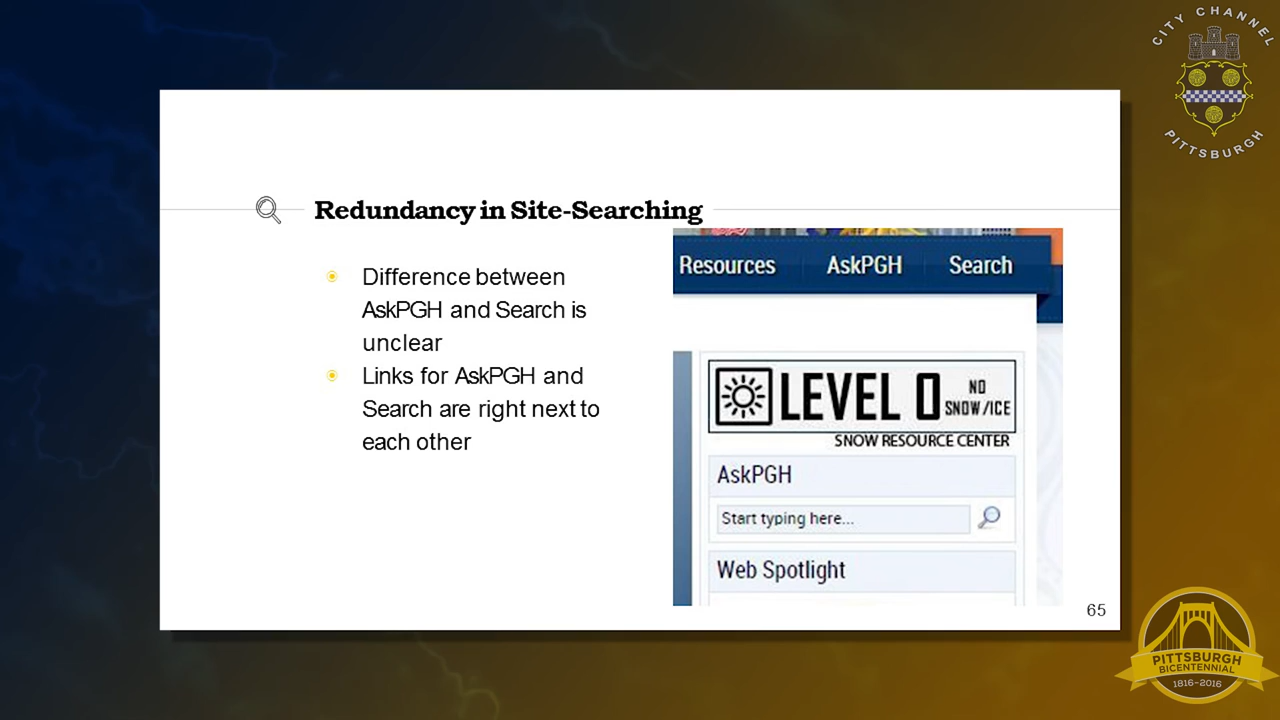 CITY CHANNEL
PITTSBURGH
Redundancy in Site-Searching
Difference between
AskPGH and Search is
unclear
Links for AskPGH and
Search are right next to
each other
Resources AskPGH Search
LEVEL 0 NO
SNOW/ICE
SNOW RESOURCE CENTER
AskPGH
Start typing here...
Web Spotlight
65
PITTSBURGH
BICENTENNIAL
1816-2016